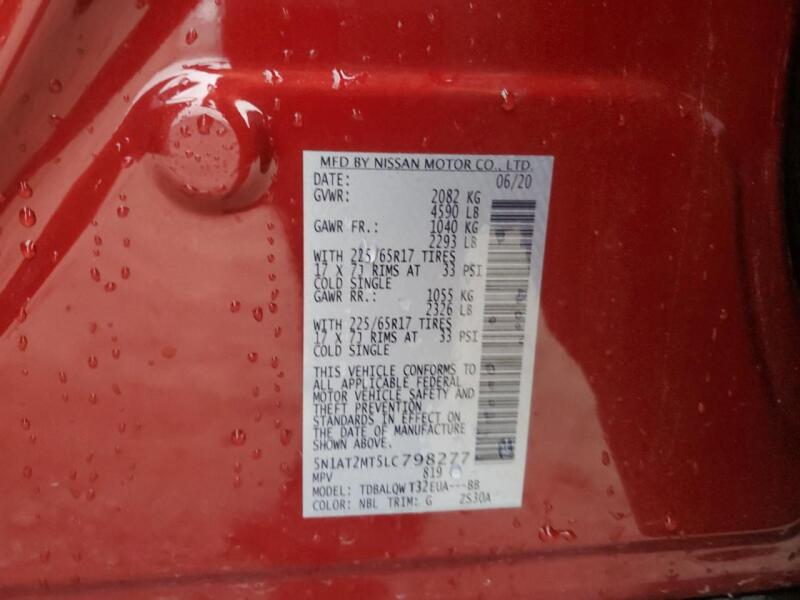 MFD BY NISSAN MOTOR CO., LTD.
DATE: 06/20
GVWR: 2082 KG
4590 LB
GAWR FR.: 1040 KG
2293 LB
WITH 225/65R17 TIRES
17 X 7J RIMS AT 33 PSI
COLD SINGLE
GAWR RR.: 1055 KG
2326 LB
WITH 225/65R17 TIRES
17 X 7J RIMS AT 33 PSI
COLD SINGLE
THIS VEHICLE CONFORMS TO
ALL APPLICABLE FEDERAL
MOTOR VEHICLE SAFETY AND
THEFT PREVENTION
STANDARDS IN EFFECT ON
THE DATE OF MANUFACTURE
SHOWN ABOVE.
5N1AT2MT5LC798277
MPV 819
MODEL: TDBALQWT32EUA---BB
COLOR: NBL TRIM: G 2S30A